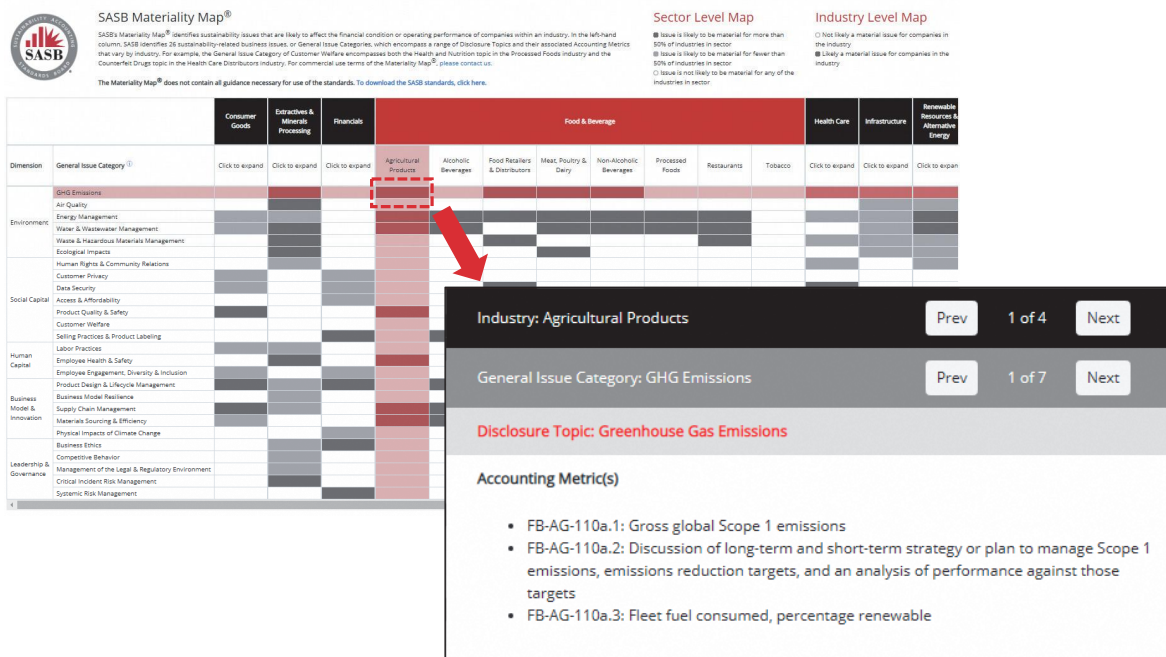 SUSTAINABILITY ACCOUNTING
SASB
STANDARDS BOARD
SASB Materiality Map®
SASB's Materiality Map® identifies sustainability issues that are likely to affect the financial condition or operating performance of companies within an industry. In the left-hand
column, SASB identifies 26 sustainability-related business issues, or General Issue Categories, which encompass a range of Disclosure Topics and their associated Accounting Metrics
that vary by industry. For example, the General Issue Category of Customer Welfare encompasses both the Health and Nutrition topic in the Processed Foods industry and the
Counterfeit Drugs topic in the Health Care Distributors industry. For commercial use terms of the Materiality Map®, please contact us.
The Materiality Map® does not contain all guidance necessary for use of the standards. To download the SASB standards, click here.
Sector Level Map
Issue is likely to be material for more than
50% of industries in sector
Issue is likely to be material for fewer than
50% of industries in sector
Issue is not likely to be material for any of the
industries in sector
Industry Level Map
Not likely a material issue for companies in
the industry
Likely a material issue for companies in the
industry
Consumer
Goods
Extractives &
Minerals
Processing
Financials
Food & Beverage
Health Care
Infrastructure
Renewable
Resources &
Alternative
Energy
Dimension
General Issue Category
Click to expand
Click to expand
Click to expand
Agricultural
Products
Alcoholic
Beverages
Food Retailers
& Distributors
Meat, Poultry &
Dairy
Non-Alcoholic
Beverages
Processed
Foods
Restaurants
Tobacco
Click to expand
Click to expand
Click to expan
Environment
GHG Emissions
Air Quality
Energy Management
Water & Wastewater Management
Waste & Hazardous Materials Management
Ecological Impacts
Social Capital
Human Rights & Community Relations
Customer Privacy
Data Security
Access & Affordability
Product Quality & Safety
Customer Welfare
Selling Practices & Product Labeling
Human
Capital
Labor Practices
Employee Health & Safety
Employee Engagement, Diversity & Inclusion
Business
Model &
Innovation
Product Design & Lifecycle Management
Business Model Resilience
Supply Chain Management
Materials Sourcing & Efficiency
Physical Impacts of Climate Change
Leadership &
Governance
Business Ethics
Competitive Behavior
Management of the Legal & Regulatory Environment
Critical Incident Risk Management
Systemic Risk Management
Industry: Agricultural Products
Prev
1 of 4
Next
General Issue Category: GHG Emissions
Prev
1 of 7
Next
Disclosure Topic: Greenhouse Gas Emissions
Accounting Metric(s)
• FB-AG-110a.1: Gross global Scope 1 emissions
• FB-AG-110a.2: Discussion of long-term and short-term strategy or plan to manage Scope 1
emissions, emissions reduction targets, and an analysis of performance against those
targets
• FB-AG-110a.3: Fleet fuel consumed, percentage renewable